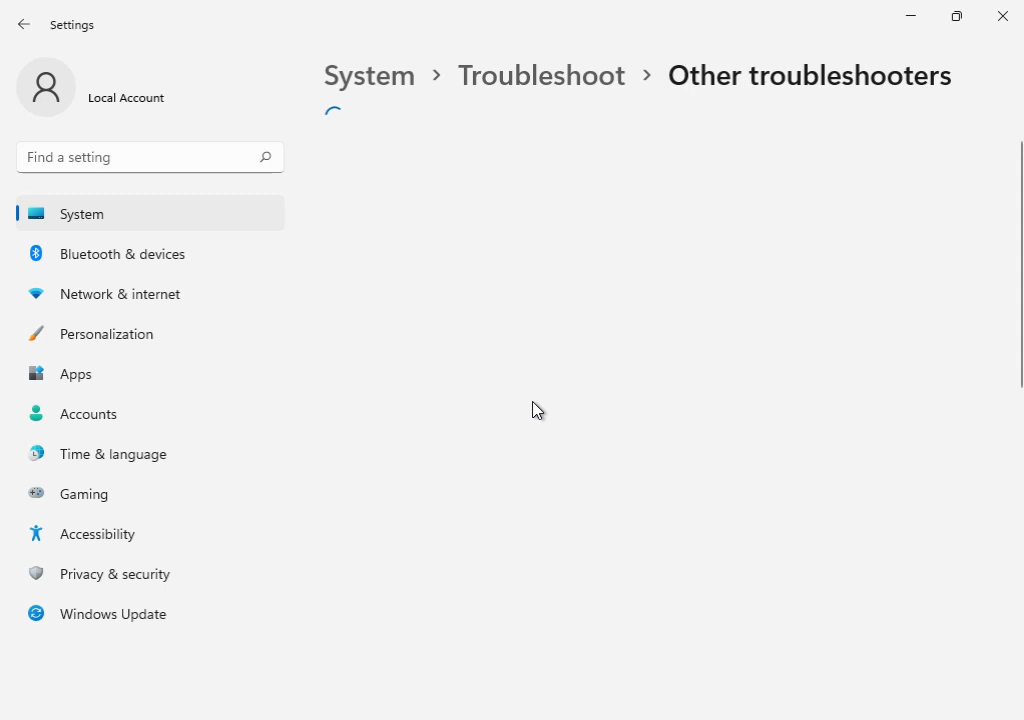 Settings
Local Account
Find a setting
System
Bluetooth & devices
Network & internet
Personalization
Apps
Accounts
Time & language
Gaming
Accessibility
Privacy & security
Windows Update
System › Troubleshoot › Other troubleshooters